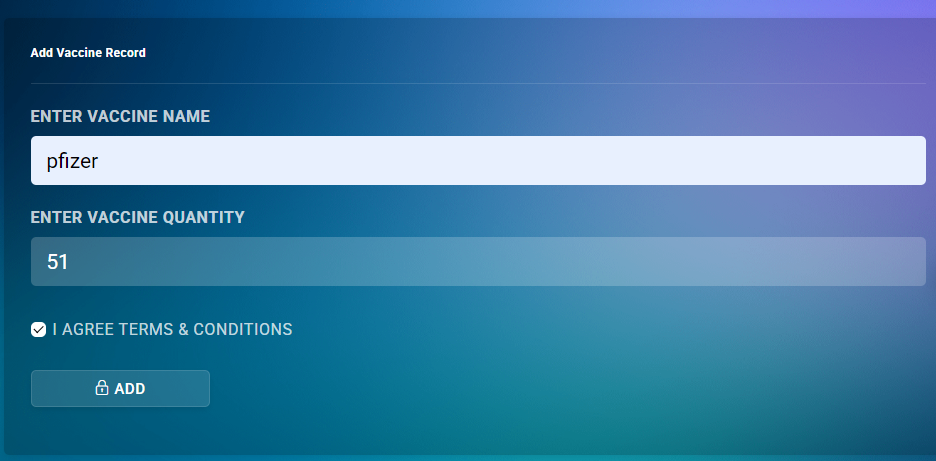 Add Vaccine Record
ENTER VACCINE NAME
pfizer
ENTER VACCINE QUANTITY
51
I AGREE TERMS & CONDITIONS
ADD